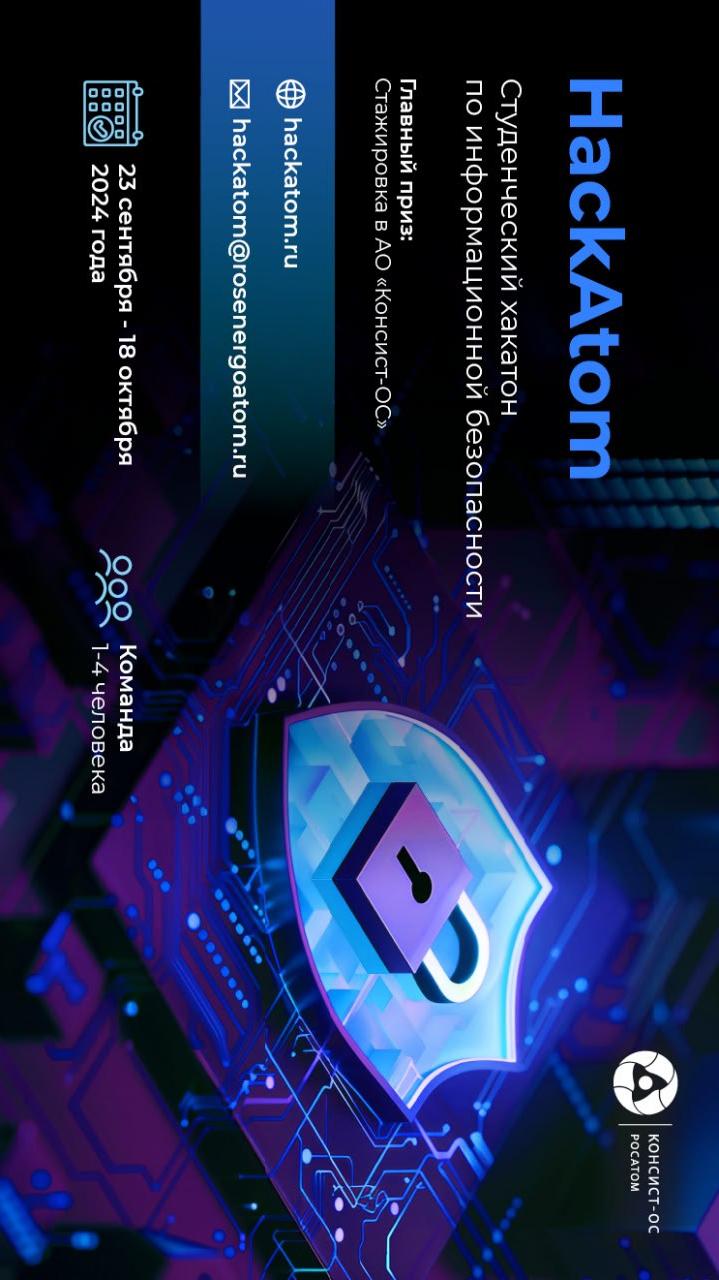 HackAtom
Студенческий хакатон
по информационной безопасности
Главный приз:
Стажировка в АО «Консист-ОС»
hackatom.ru
hackatom@rosenergoatom.ru
23 сентября - 18 октября
2024 года
Команда
1-4 человека
КОНСИСТ-ОС
РОСАТОМ